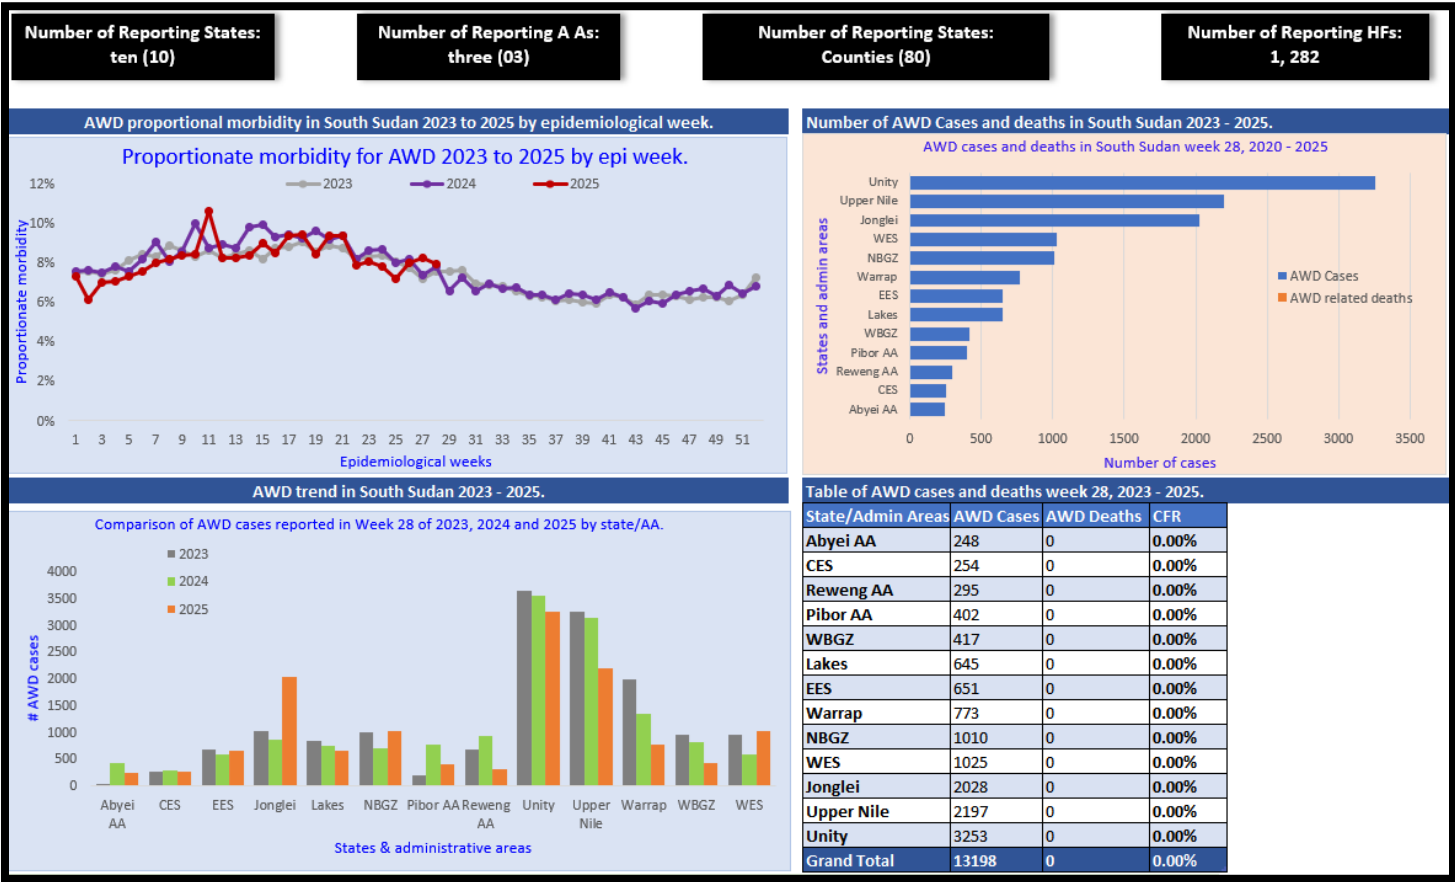 Number of Reporting States:
ten (10)
Number of Reporting A As:
three (03)
Number of Reporting States:
Counties (80)
Number of Reporting HFs:
1, 282
AWD proportional morbidity in South Sudan 2023 to 2025 by epidemiological week.
Proportionate morbidity for AWD 2023 to 2025 by epi week.
2023 2024 2025
Proportionate morbidity
12%
10%
8%
6%
4%
2%
0%
1 3 5 7 9 11 13 15 17 19 21 23 25 27 29 31 33 35 37 39 41 43 45 47 49 51
Epidemiological weeks
Number of AWD Cases and deaths in South Sudan 2023 - 2025.
AWD cases and deaths in South Sudan week 28, 2020 - 2025
States and admin areas
Unity
Upper Nile
Jonglei
WES
NBGZ
Warrap
EES
Lakes
WBGZ
Pibor AA
Reweng AA
CES
Abyei AA
AWD Cases
AWD related deaths
0 500 1000 1500 2000 2500 3000 3500
Number of cases
AWD trend in South Sudan 2023 - 2025.
Comparison of AWD cases reported in Week 28 of 2023, 2024 and 2025 by state/AA.
2023
2024
2025
# AWD cases
4000
3500
3000
2500
2000
1500
1000
500
0
Abyei AA CES EES Jonglei Lakes NBGZ Pibor AA Reweng AA Unity Upper Nile Warrap WBGZ WES
States & administrative areas
Table of AWD cases and deaths week 28, 2023 - 2025.
State/Admin Areas AWD Cases AWD Deaths CFR
Abyei AA 248 0 0.00%
CES 254 0 0.00%
Reweng AA 295 0 0.00%
Pibor AA 402 0 0.00%
WBGZ 417 0 0.00%
Lakes 645 0 0.00%
EES 651 0 0.00%
Warrap 773 0 0.00%
NBGZ 1010 0 0.00%
WES 1025 0 0.00%
Jonglei 2028 0 0.00%
Upper Nile 2197 0 0.00%
Unity 3253 0 0.00%
Grand Total 13198 0 0.00%